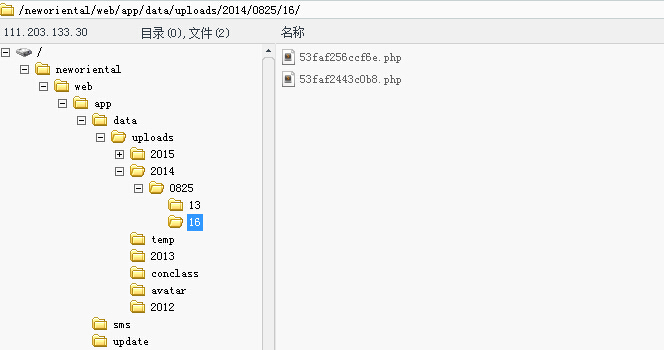 /neworiental/web/app/data/uploads/2014/0825/16/
111.203.133.30 目录(0),文件(2) 名称
/
neworiental
web
app
data
uploads
2015
2014
0825
13
16
temp
2013
conclass
avatar
2012
sms
update
53faf256ccf6e.php
53faf2443c0b8.php